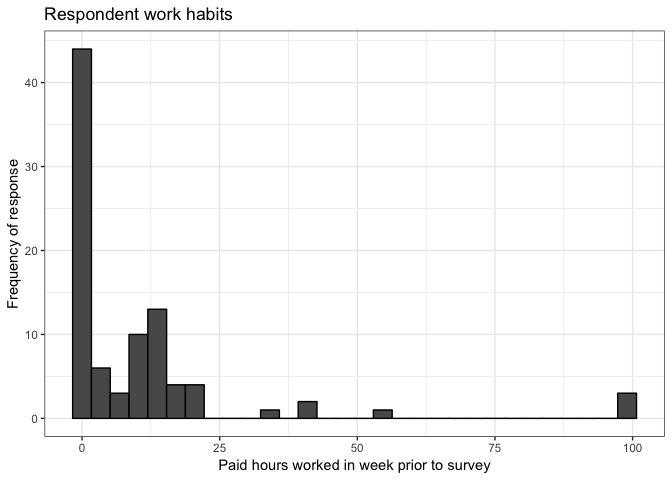 Respondent work habits
Frequency of response
40
30
20
10
0
0 25 50 75 100
Paid hours worked in week prior to survey